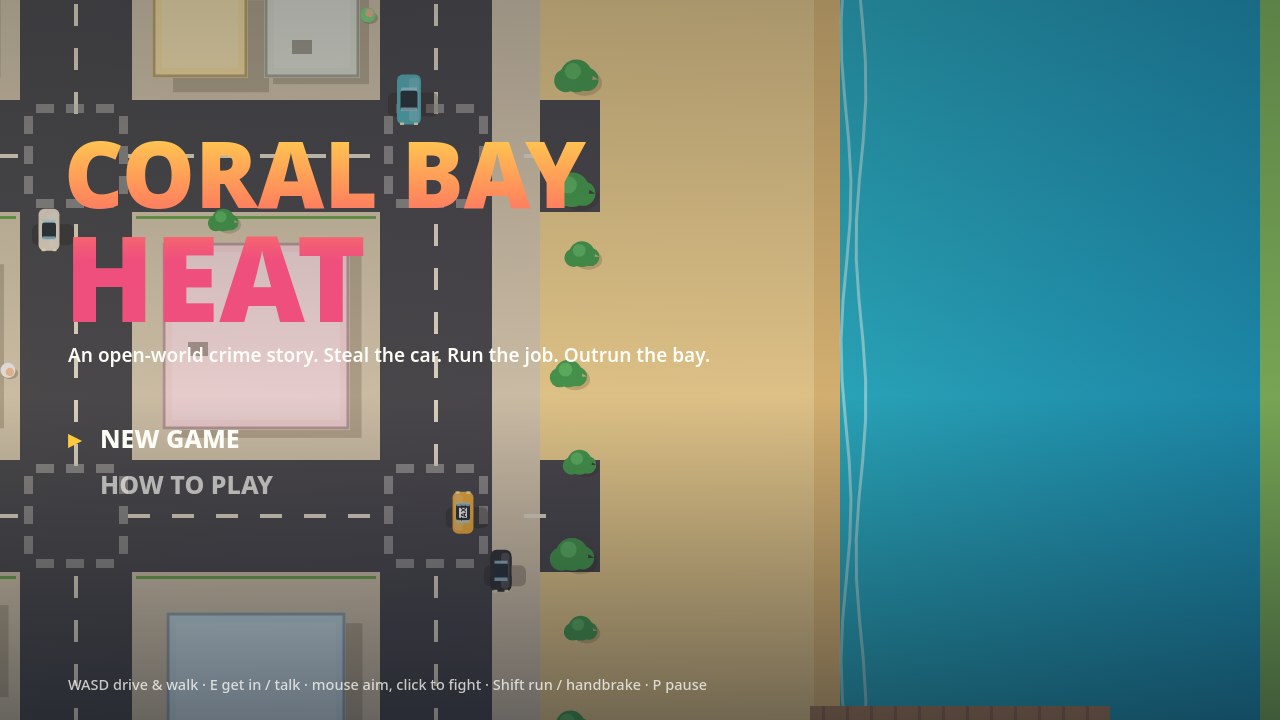 CORAL BAY
HEAT
An open-world crime story. Steal the car. Run the job. Outrun the bay.
▶ NEW GAME
HOW TO PLAY
WASD drive & walk · E get in / talk · mouse aim, click to fight · Shift run / handbrake · P pause